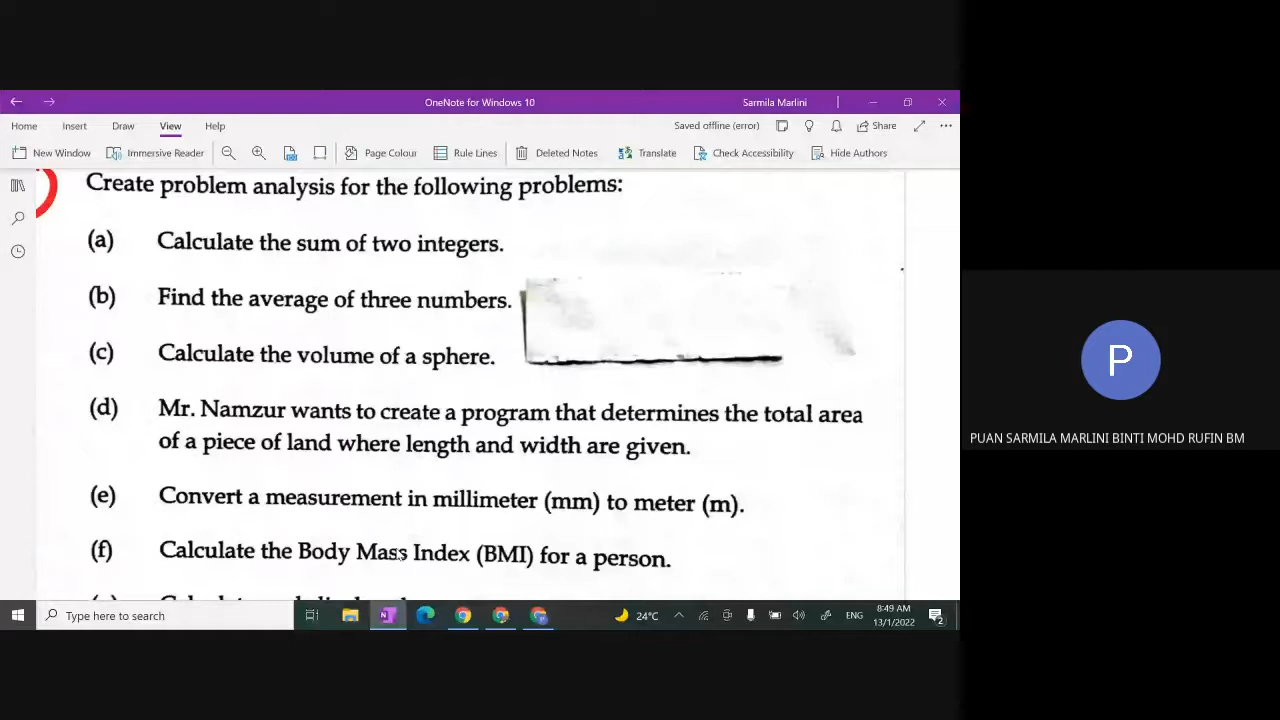 OneNote for Windows 10
Sarmila Marlini
Home Insert Draw View Help
Saved offline (error)
Share
New Window Immersive Reader Page Colour Rule Lines Deleted Notes Translate Check Accessibility Hide Authors
Create problem analysis for the following problems:
(a) Calculate the sum of two integers.
(b) Find the average of three numbers.
(c) Calculate the volume of a sphere.
(d) Mr. Namzur wants to create a program that determines the total area
of a piece of land where length and width are given.
(e) Convert a measurement in millimeter (mm) to meter (m).
(f) Calculate the Body Mass Index (BMI) for a person.
P
PUAN SARMILA MARLINI BINTI MOHD RUFIN BM
Type here to search
24°C
ENG
8:49 AM
13/1/2022
2